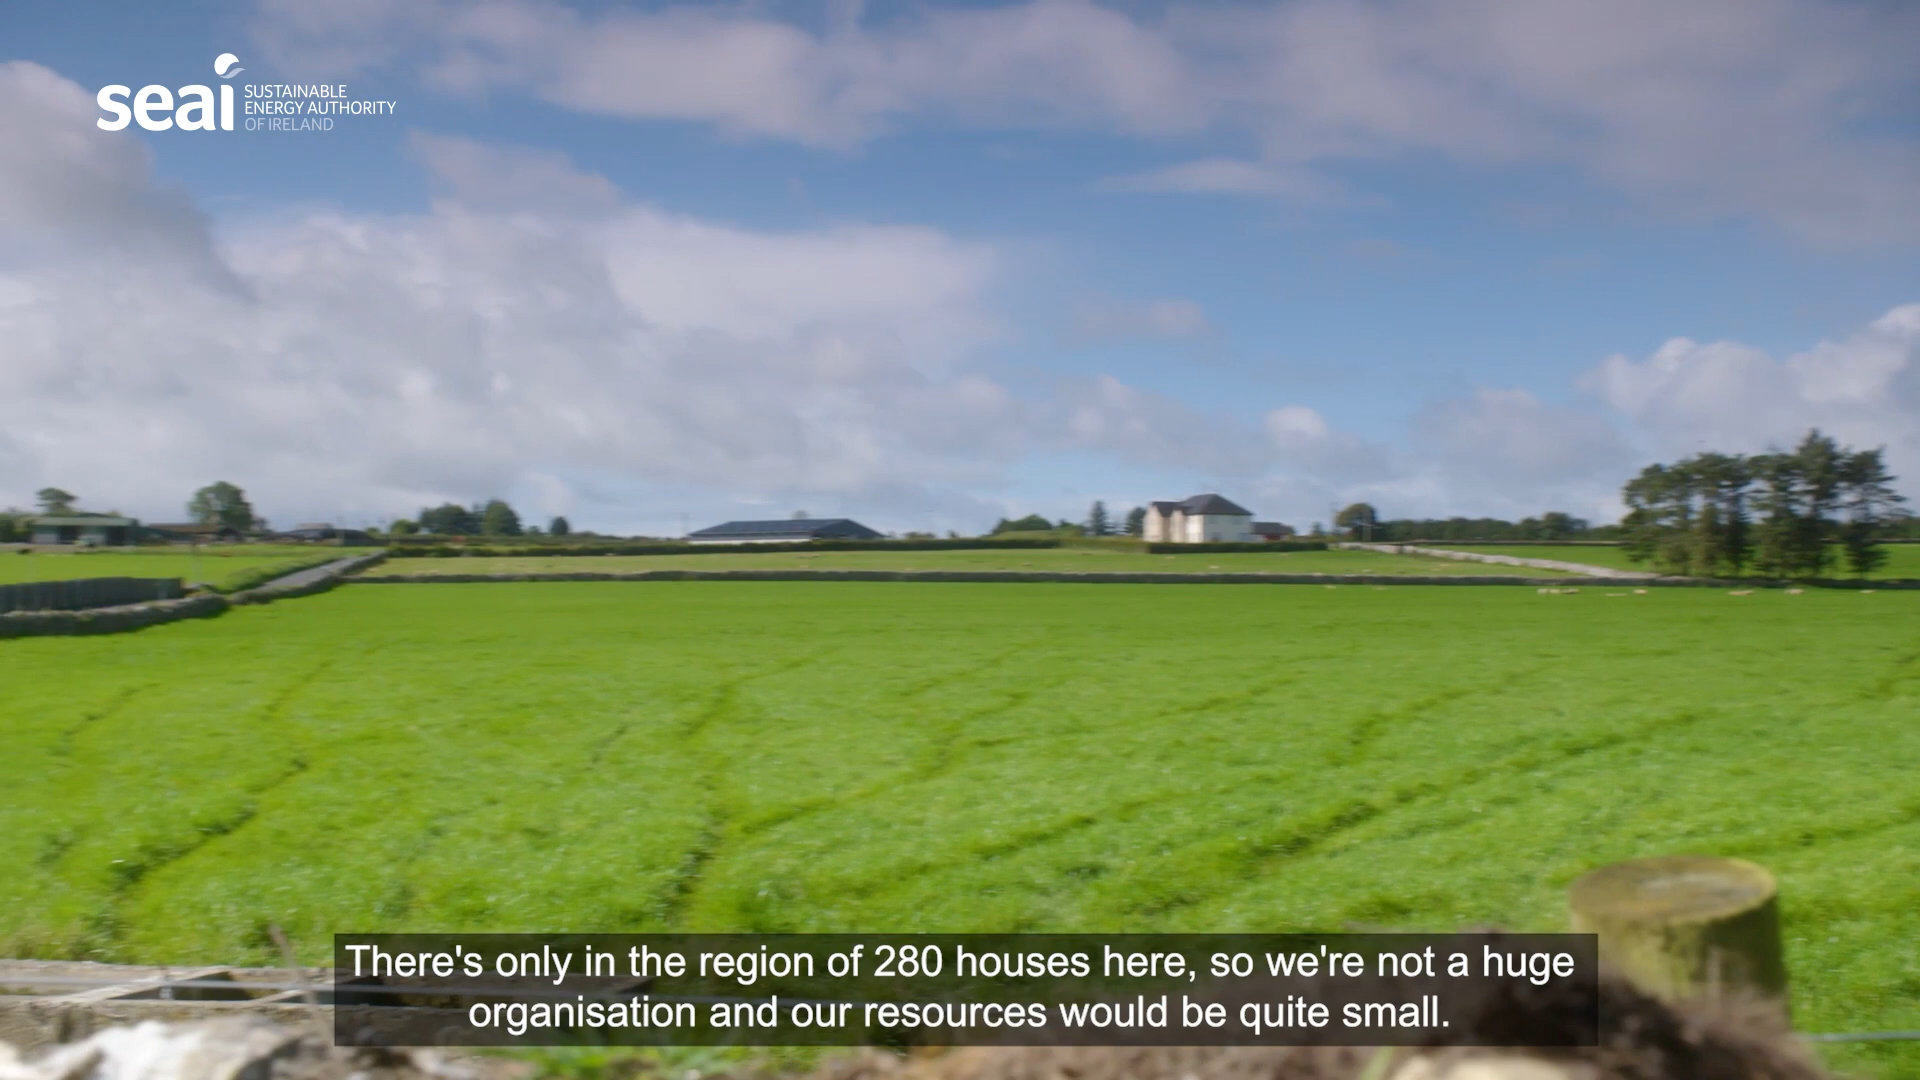 seai
SUSTAINABLE
ENERGY AUTHORITY
OF IRELAND
There's only in the region of 280 houses here, so we're not a huge
organisation and our resources would be quite small.